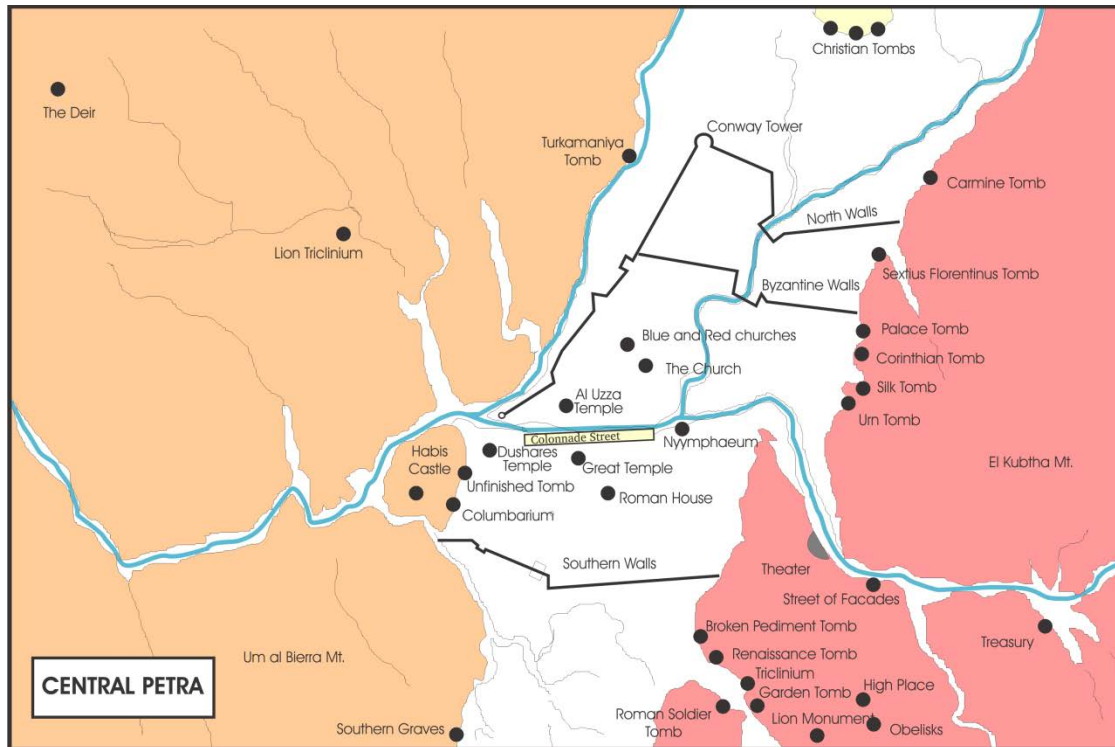 Christian Tombs
The Deir
Conway Tower
Turkamaniya
Tomb
Carmine Tomb
North Walls
Lion Triclinium
Sextius Florentinus Tomb
Byzantine Walls
Palace Tomb
Blue and Red churches
Corinthian Tomb
The Church
Silk Tomb
Al Uzza
Temple
Urn Tomb
Colonnade Street
Nyymphaeum
Habis
Castle
Dushares
Temple
Great Temple
El Kubtha Mt.
Unfinished Tomb
Roman House
Columbarium
Southern Walls
Theater
Street of Facades
Broken Pediment Tomb
Treasury
Um al Bierra Mt.
Renaissance Tomb
Triclinium
High Place
Garden Tomb
CENTRAL PETRA
Roman Soldier
Tomb
Lion Monument
Obelisks
Southern Graves